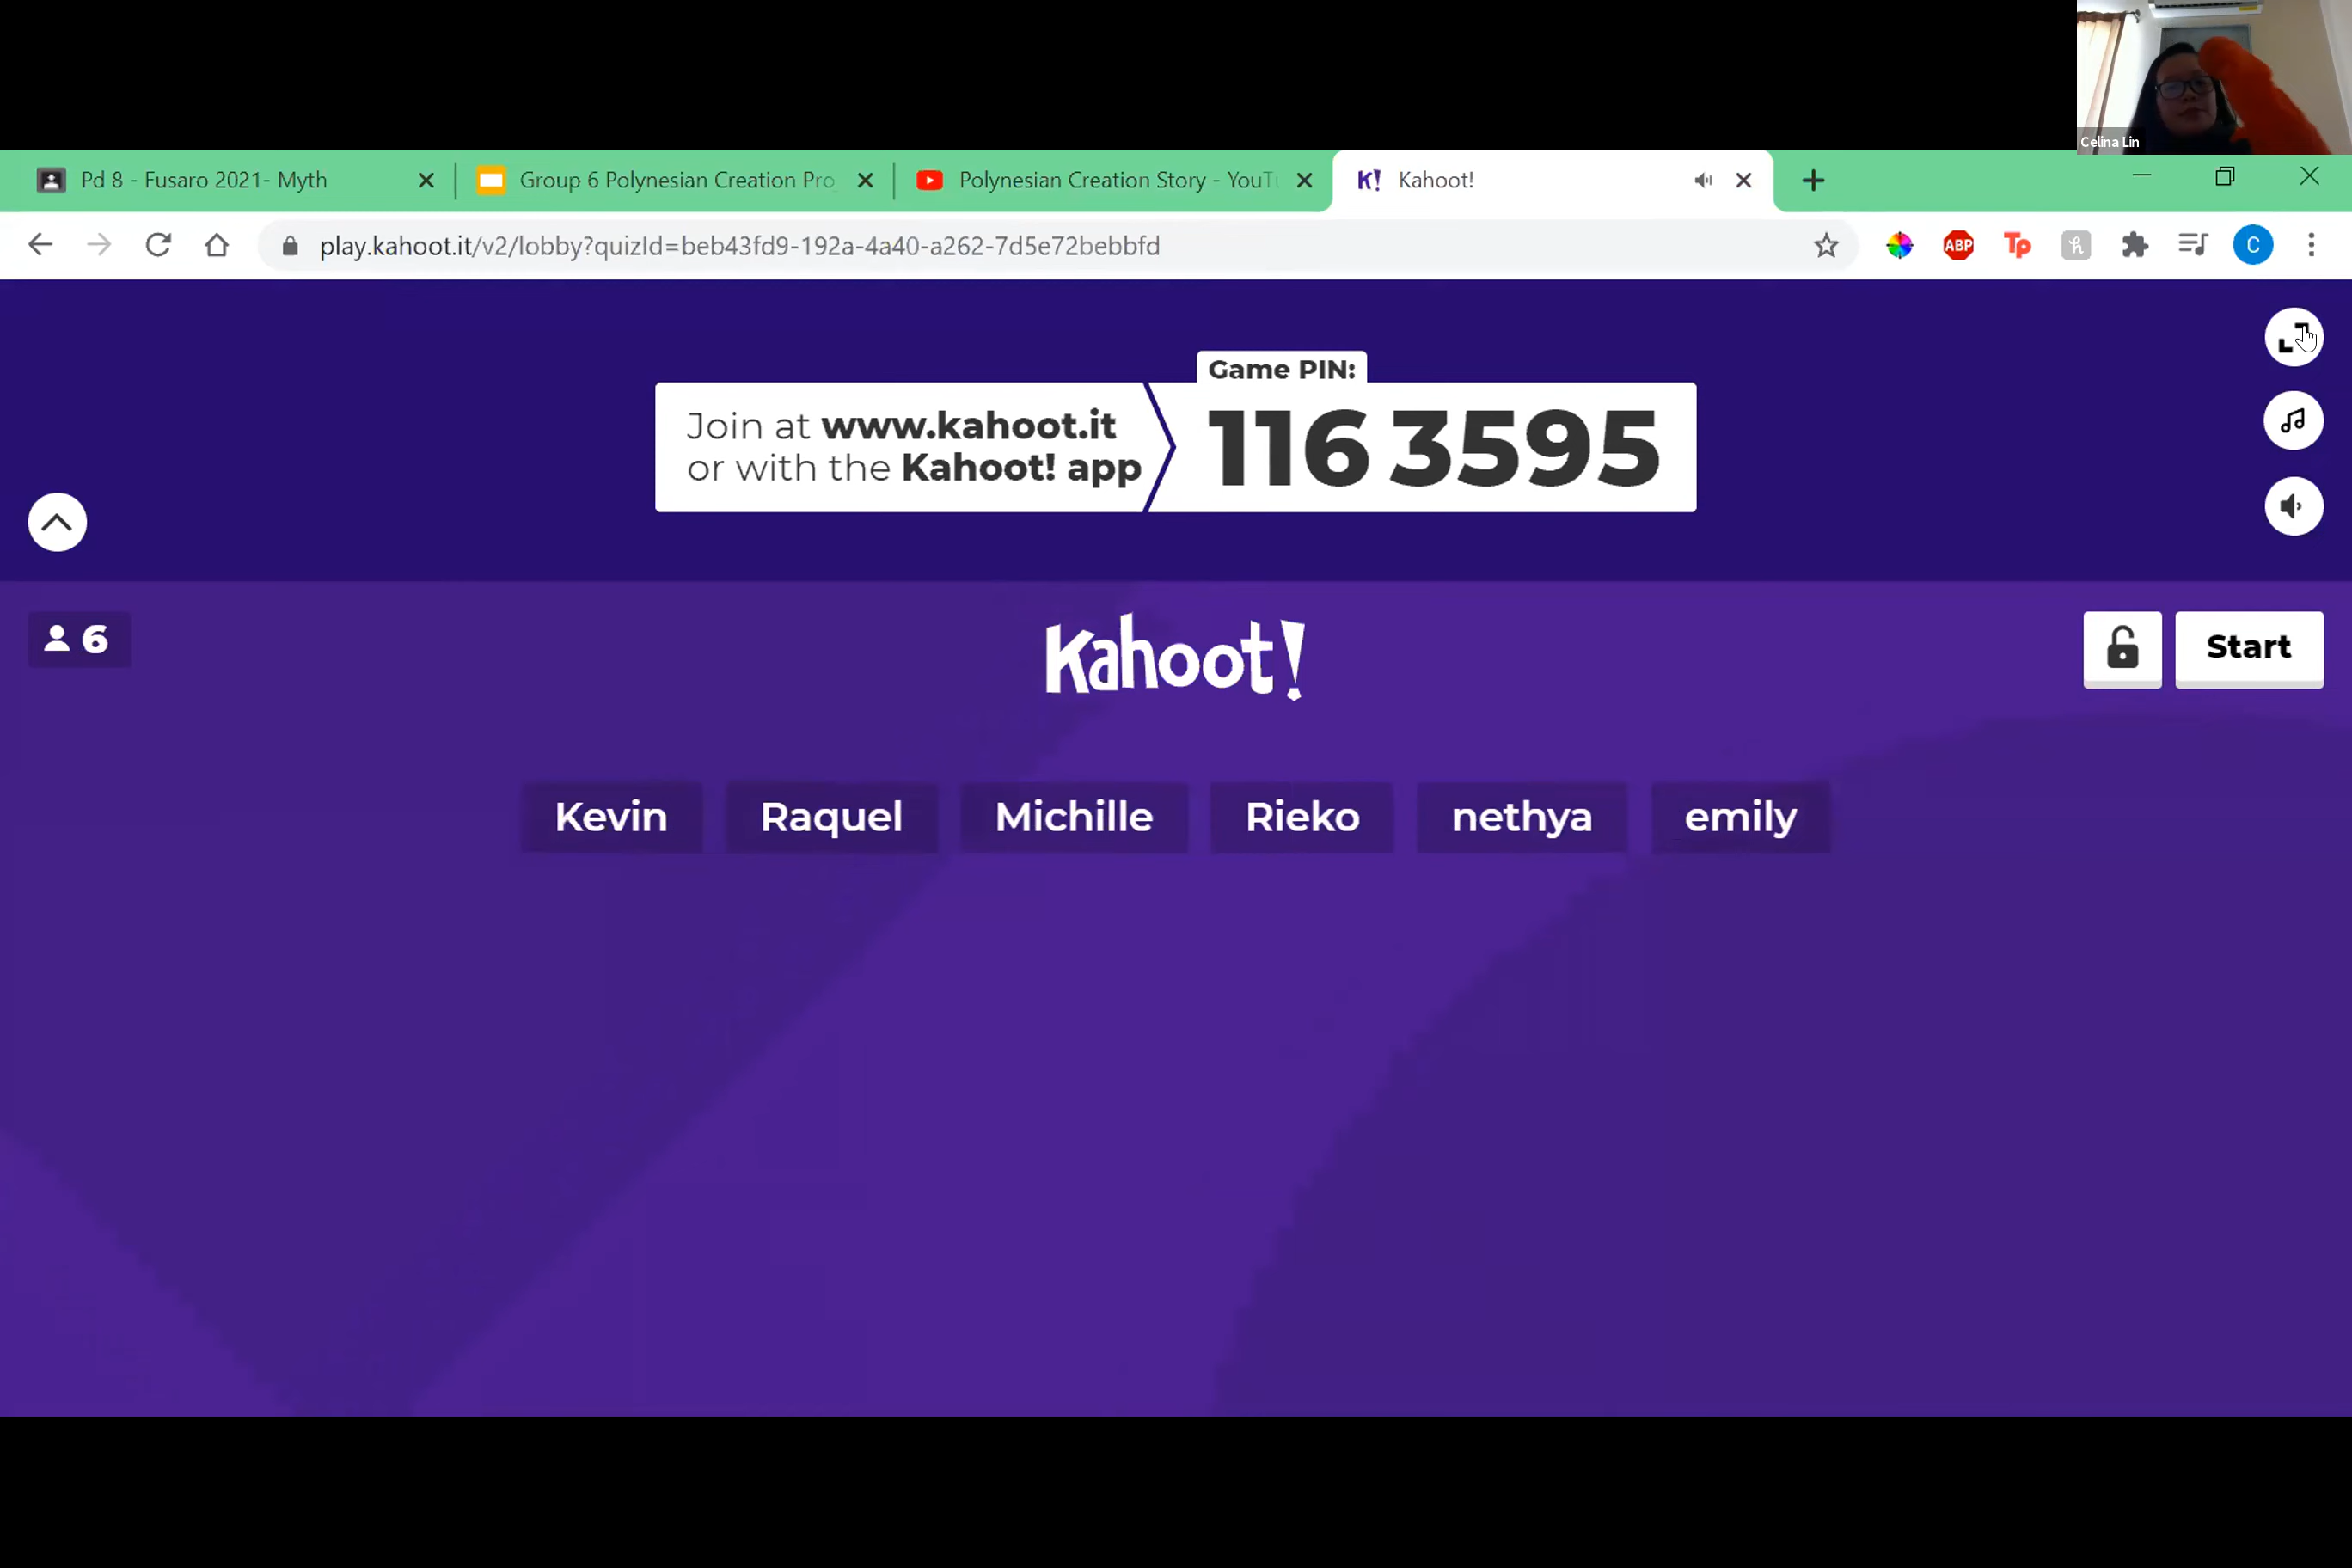 Celina Lin
Pd 8 - Fusaro 2021- Myth
Group 6 Polynesian Creation Pro
Polynesian Creation Story - YouTu
K! Kahoot!
play.kahoot.it/v2/lobby?quizId=beb43fd9-192a-4a40-a262-7d5e72bebbfd
ABP
Tp
h
C
Game PIN:
Join at www.kahoot.it
or with the Kahoot! app
116 3595
6
Kahoot!
Start
Kevin Raquel Michille Rieko nethya emily